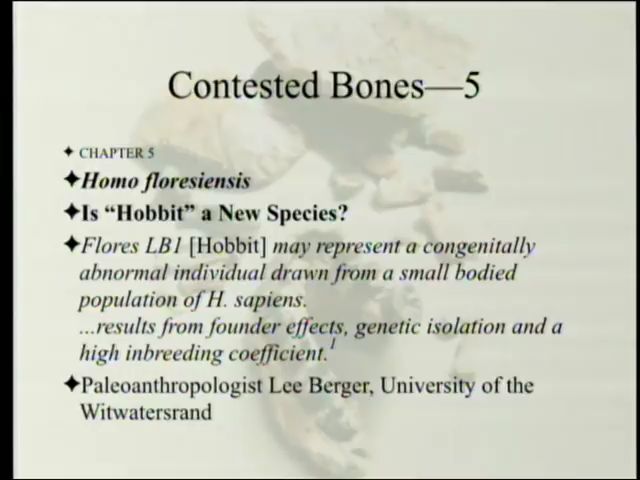 Contested Bones—5
✦ CHAPTER 5
✦Homo floresiensis
✦Is “Hobbit” a New Species?
✦Flores LB1 [Hobbit] may represent a congenitally
abnormal individual drawn from a small bodied
population of H. sapiens.
...results from founder effects, genetic isolation and a
high inbreeding coefficient.1
✦Paleoanthropologist Lee Berger, University of the
Witwatersrand